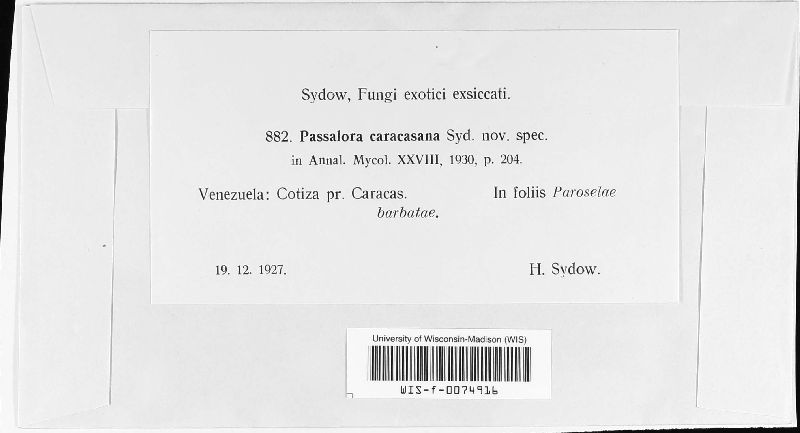 Sydow, Fungi exotici exsiccati.
882. Passalora caracasana Syd. nov. spec.
in Annal. Mycol. XXVIII, 1930, p. 204.
Venezuela: Cotiza pr. Caracas. In foliis Paroselae
barbatae.
19. 12. 1927. H. Sydow.
University of Wisconsin-Madison (WIS)
WIS-f-0074916